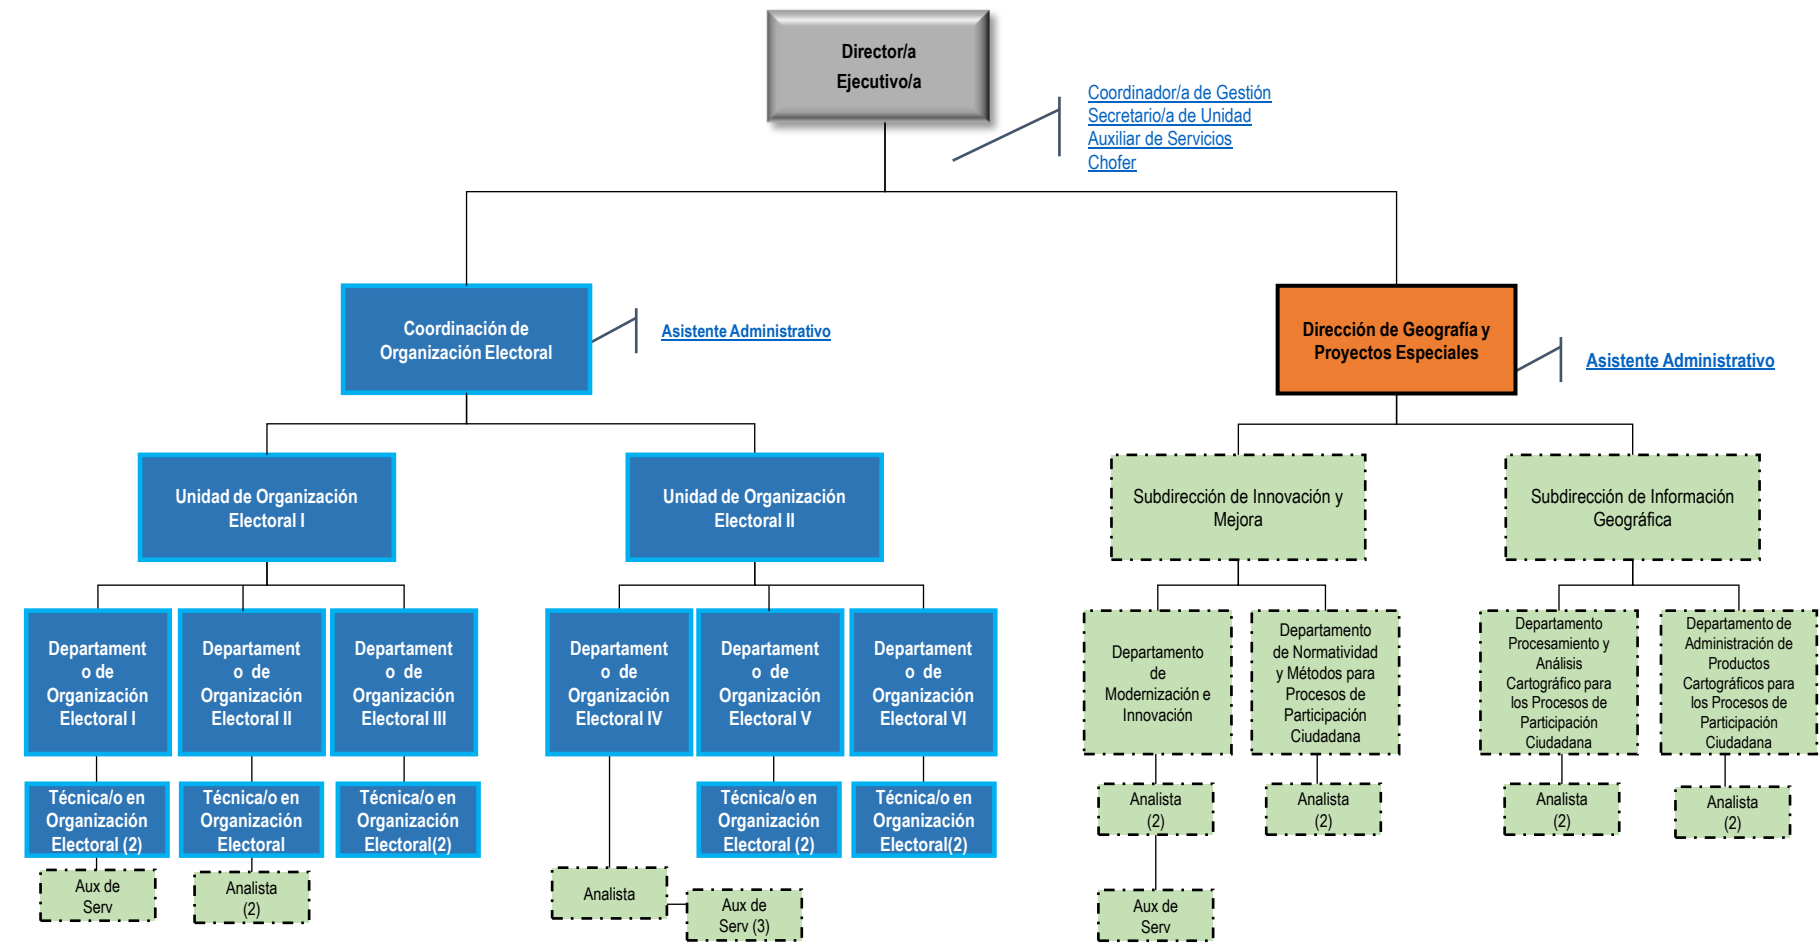 Director/a
Ejecutivo/a
Coordinador/a de Gestión
Secretario/a de Unidad
Auxiliar de Servicios
Chofer
Coordinación de
Organización Electoral
Asistente Administrativo
Dirección de Geografía y
Proyectos Especiales
Asistente Administrativo
Unidad de Organización
Electoral I
Unidad de Organización
Electoral II
Subdirección de Innovación y
Mejora
Subdirección de Información
Geográfica
Departament
o de
Organización
Electoral I
Departament
o de
Organización
Electoral II
Departament
o de
Organización
Electoral III
Departament
o de
Organización
Electoral IV
Departament
o de
Organización
Electoral V
Departament
o de
Organización
Electoral VI
Departamento
de
Modernización e
Innovación
Departamento
de Normatividad
y Métodos para
Procesos de
Participación
Ciudadana
Departamento
Procesamiento y
Análisis
Cartográfico para
los Procesos de
Participación
Ciudadana
Departamento de
Administración de
Productos
Cartográficos para
los Procesos de
Participación
Ciudadana
Técnica/o en
Organización
Electoral (2)
Técnica/o en
Organización
Electoral
Técnica/o en
Organización
Electoral(2)
Técnica/o en
Organización
Electoral (2)
Técnica/o en
Organización
Electoral(2)
Analista
(2)
Analista
(2)
Analista
(2)
Analista
(2)
Aux de
Serv
Analista
(2)
Analista
Aux de
Serv (3)
Aux de
Serv